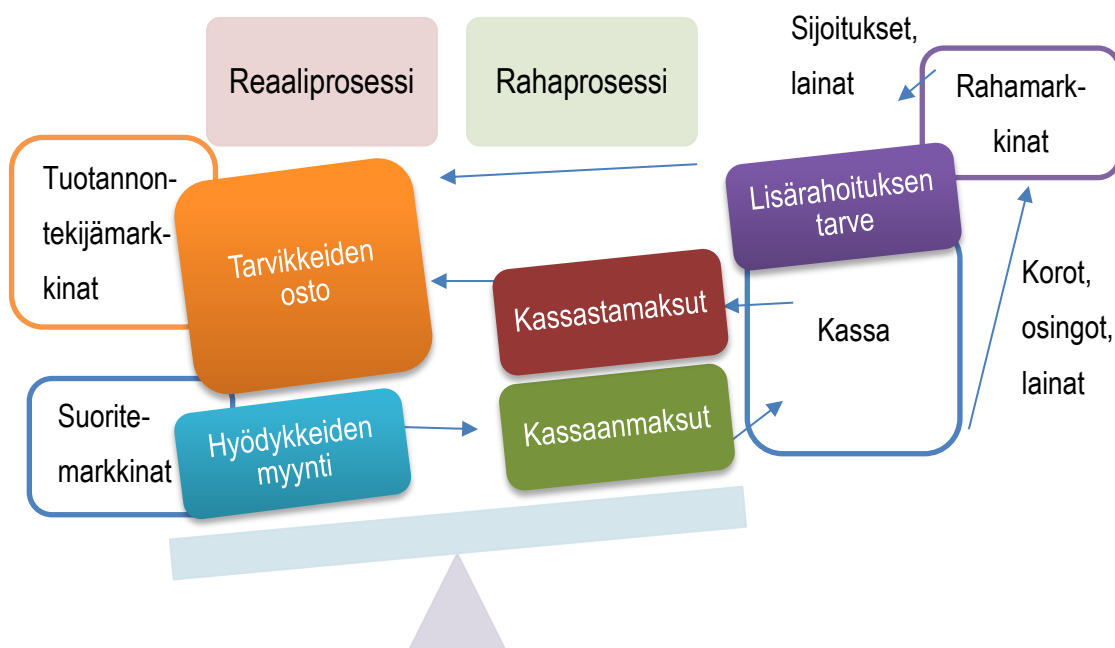 Reaaliprosessi
Rahaprosessi
Sijoitukset,
lainat
Rahamark-
kinat
Tuotannon-
tekijämark-
kinat
Tarvikkeiden
osto
Lisärahoituksen
tarve
Kassastamaksut
Kassa
Korot,
osingot,
lainat
Suorite-
markkinat
Hyödykkeiden
myynti
Kassaanmaksut